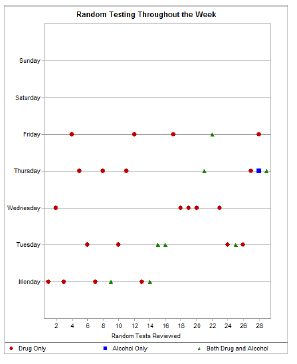 Random Testing Throughout the Week
Sunday
Saturday
Friday
Thursday
Wednesday
Tuesday
Monday
2 4 6 8 10 12 14 16 18 20 22 24 26 28
Random Tests Reviewed
Drug Only Alcohol Only Both Drug and Alcohol